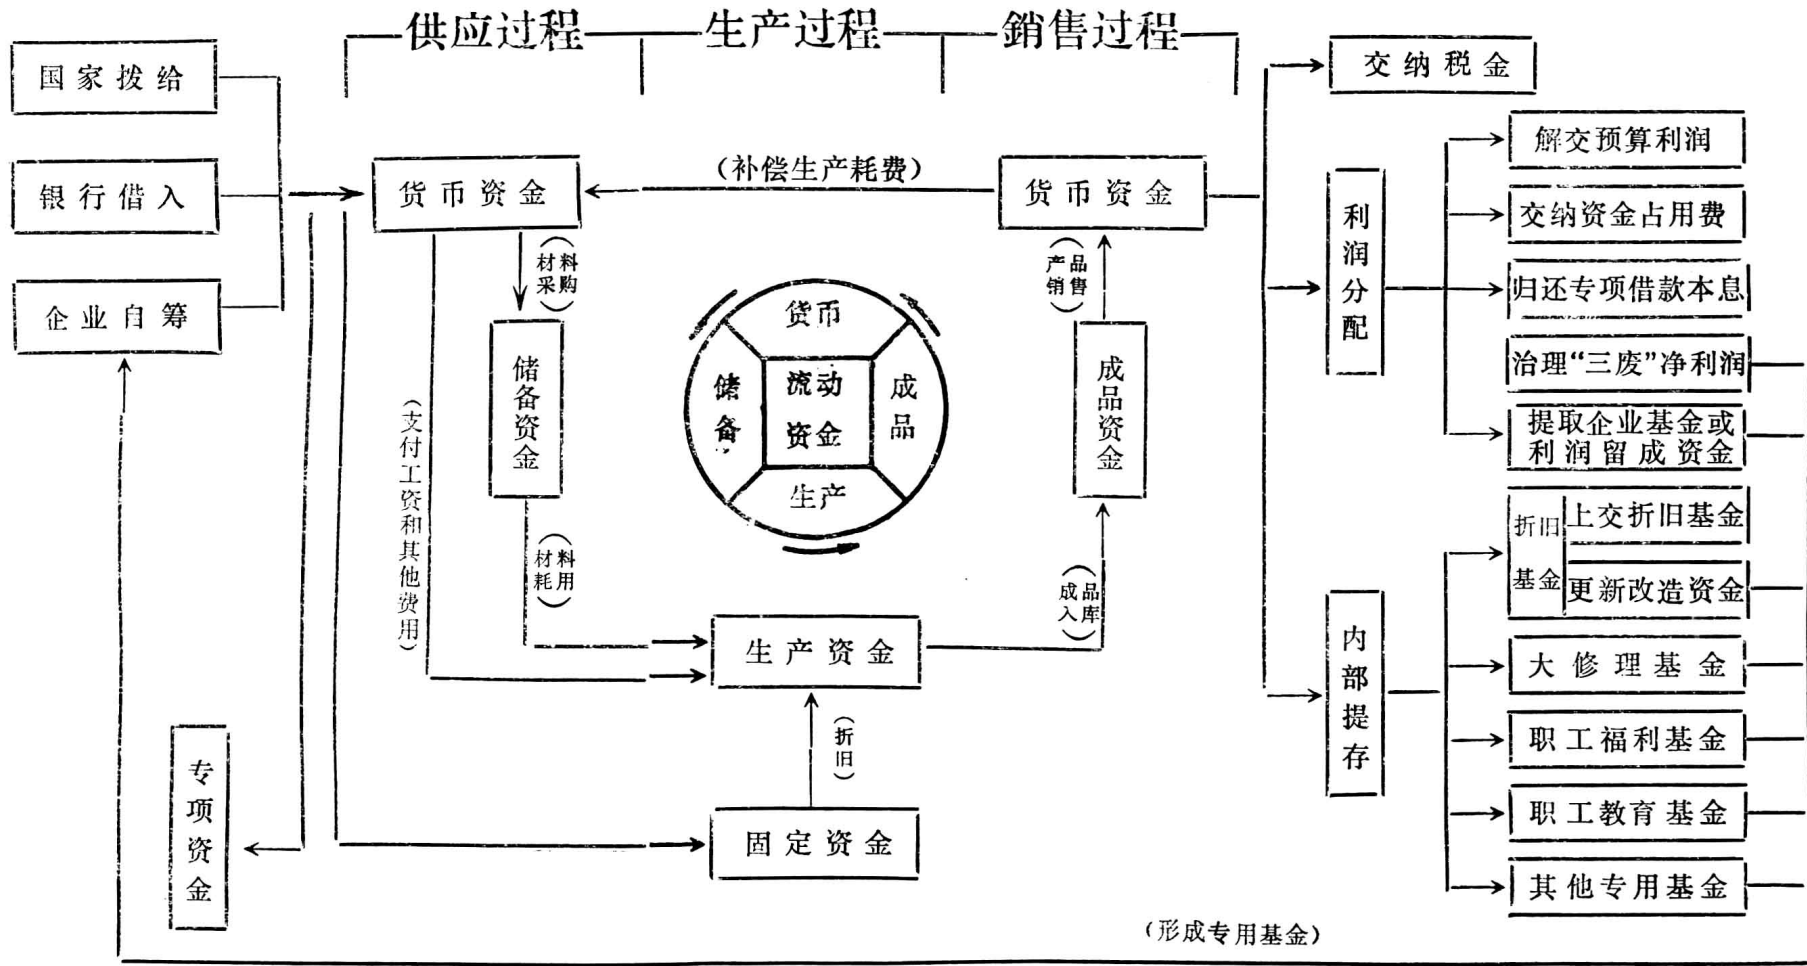 供应过程
生产过程
銷售过程
国家拨给
银行借入
企业自筹
货币资金
(补偿生产耗费)
货币资金
(材料
采购)
(产品
销售)
储备资金
成品资金
货币
储备
流动
资金
成品
生产
(支付工资和其他费用)
(材料
耗用)
(成品
入库)
生产资金
(折旧)
固定资金
专项资金
交纳税金
利润分配
解交预算利润
交纳资金占用费
归还专项借款本息
治理“三废”净利润
提取企业基金或
利润留成资金
内部提存
折旧
基金
上交折旧基金
更新改造资金
大修理基金
职工福利基金
职工教育基金
其他专用基金
(形成专用基金)